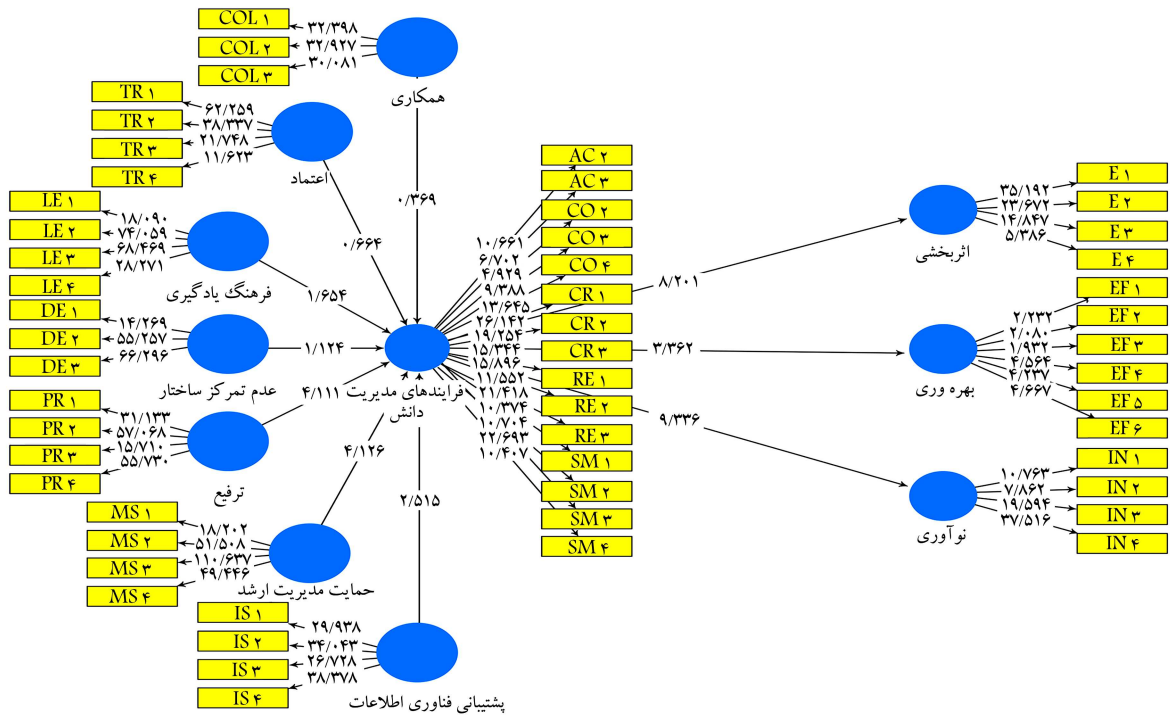 COL ۱
COL ۲
COL ۳
۳۲/۳۹۸
۳۲/۹۲۷
۳۰/۰۸۱
همکاری
TR ۱
TR ۲
TR ۳
TR ۴
۶۲/۲۵۹
۳۸/۳۳۷
۲۱/۷۴۸
۱۱/۶۲۳
اعتماد
LE ۱
LE ۲
LE ۳
LE ۴
۱۸/۰۹۰
۷۴/۰۵۹
۶۸/۴۶۹
۲۸/۲۷۱
فرهنگ یادگیری
DE ۱
DE ۲
DE ۳
۱۴/۲۶۹
۵۵/۲۵۷
۶۶/۲۹۶
عدم تمرکز ساختار
PR ۱
PR ۲
PR ۳
PR ۴
۳۱/۱۳۳
۵۷/۰۶۸
۱۵/۷۱۰
۵۵/۷۳۰
ترفیع
MS ۱
MS ۲
MS ۳
MS ۴
۱۸/۲۰۲
۵۱/۵۰۸
۱۱۰/۶۳۷
۴۹/۴۴۶
حمایت مدیریت ارشد
IS ۱
IS ۲
IS ۳
IS ۴
۲۹/۹۳۸
۳۴/۰۴۳
۲۶/۷۲۸
۳۸/۳۷۸
پشتیبانی فناوری اطلاعات
۰/۳۶۹
۰/۶۶۴
۱/۶۵۴
۱/۱۲۴
۴/۱۱۱
۴/۱۲۶
۲/۵۱۵
فرایندهای مدیریت
دانش
۱۰/۶۶۱
۶/۷۰۲
۴/۹۲۹
۹/۳۸۸
۱۳/۶۴۵
۲۶/۱۴۲
۱۹/۲۵۴
۱۵/۳۴۴
۱۵/۸۹۶
۱۱/۵۵۲
۲۱/۴۱۸
۱۰/۳۷۴
۱۰/۷۰۴
۲۲/۶۹۳
۱۰/۴۰۷
AC ۲
AC ۳
CO ۲
CO ۳
CO ۴
CR ۱
CR ۲
CR ۳
RE ۱
RE ۲
RE ۳
SM ۱
SM ۲
SM ۳
SM ۴
۸/۲۰۱
۳/۳۶۲
۹/۳۳۶
اثربخشی
۳۵/۱۹۲
۲۳/۶۷۲
۱۴/۸۴۷
۵/۳۸۶
E ۱
E ۲
E ۳
E ۴
بهره وری
۲/۲۳۲
۲/۰۸۰
۱/۹۳۲
۴/۵۶۴
۴/۲۳۷
۴/۶۶۷
EF ۱
EF ۲
EF ۳
EF ۴
EF ۵
EF ۶
نوآوری
۱۰/۷۶۳
۷/۸۶۲
۱۹/۵۹۴
۳۷/۵۱۶
IN ۱
IN ۲
IN ۳
IN ۴